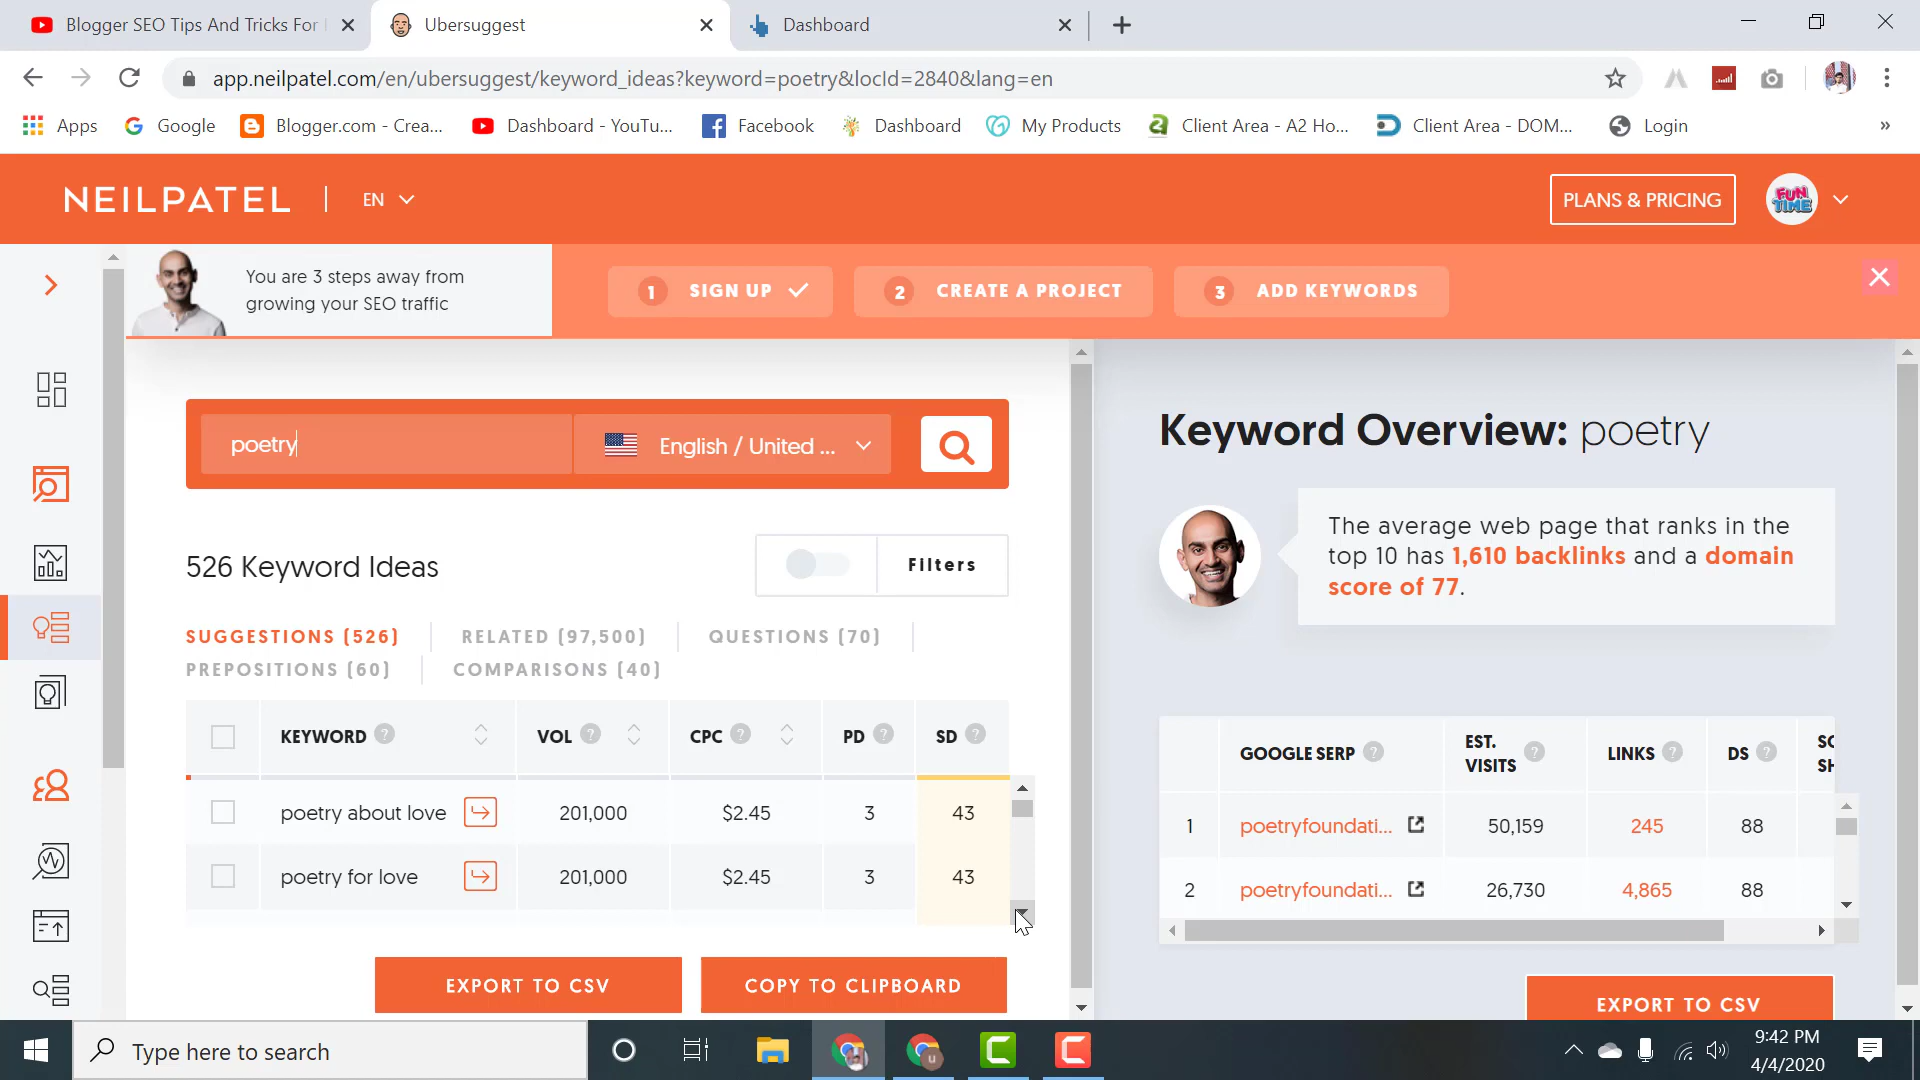 Blogger SEO Tips And Tricks For
Ubersuggest
Dashboard
app.neilpatel.com/en/ubersuggest/keyword_ideas?keyword=poetry&locId=2840&lang=en
Apps
Google
Blogger.com - Crea...
Dashboard - YouTu...
Facebook
Dashboard
My Products
Client Area - A2 Ho...
Client Area - DOM...
Login
»
NEILPATEL
EN
PLANS & PRICING
FUN TIME
You are 3 steps away from
growing your SEO traffic
1 SIGN UP
2 CREATE A PROJECT
3 ADD KEYWORDS
poetry
English / United ...
526 Keyword Ideas
Filters
SUGGESTIONS (526)
RELATED (97,500)
QUESTIONS (70)
PREPOSITIONS (60)
COMPARISONS (40)
KEYWORD ? VOL ? CPC ? PD ? SD ?
poetry about love 201,000 $2.45 3 43
poetry for love 201,000 $2.45 3 43
EXPORT TO CSV
COPY TO CLIPBOARD
Keyword Overview: poetry
The average web page that ranks in the
top 10 has 1,610 backlinks and a domain
score of 77.
GOOGLE SERP ? EST. VISITS ? LINKS ? DS ?
1 poetryfoundati... 50,159 245 88
2 poetryfoundati... 26,730 4,865 88
EXPORT TO CSV
Type here to search
9:42 PM
4/4/2020